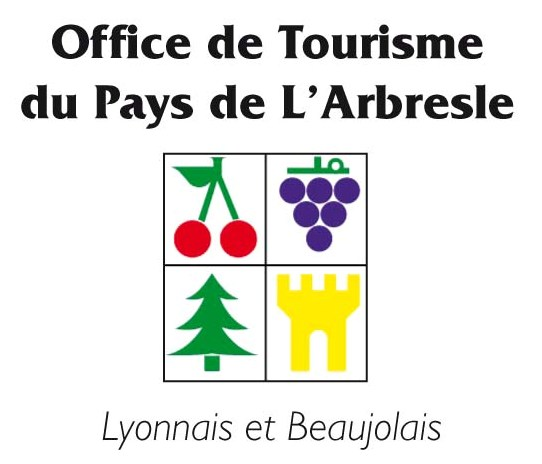 Office de Tourisme
du Pays de L'Arbresle
Lyonnais et Beaujolais